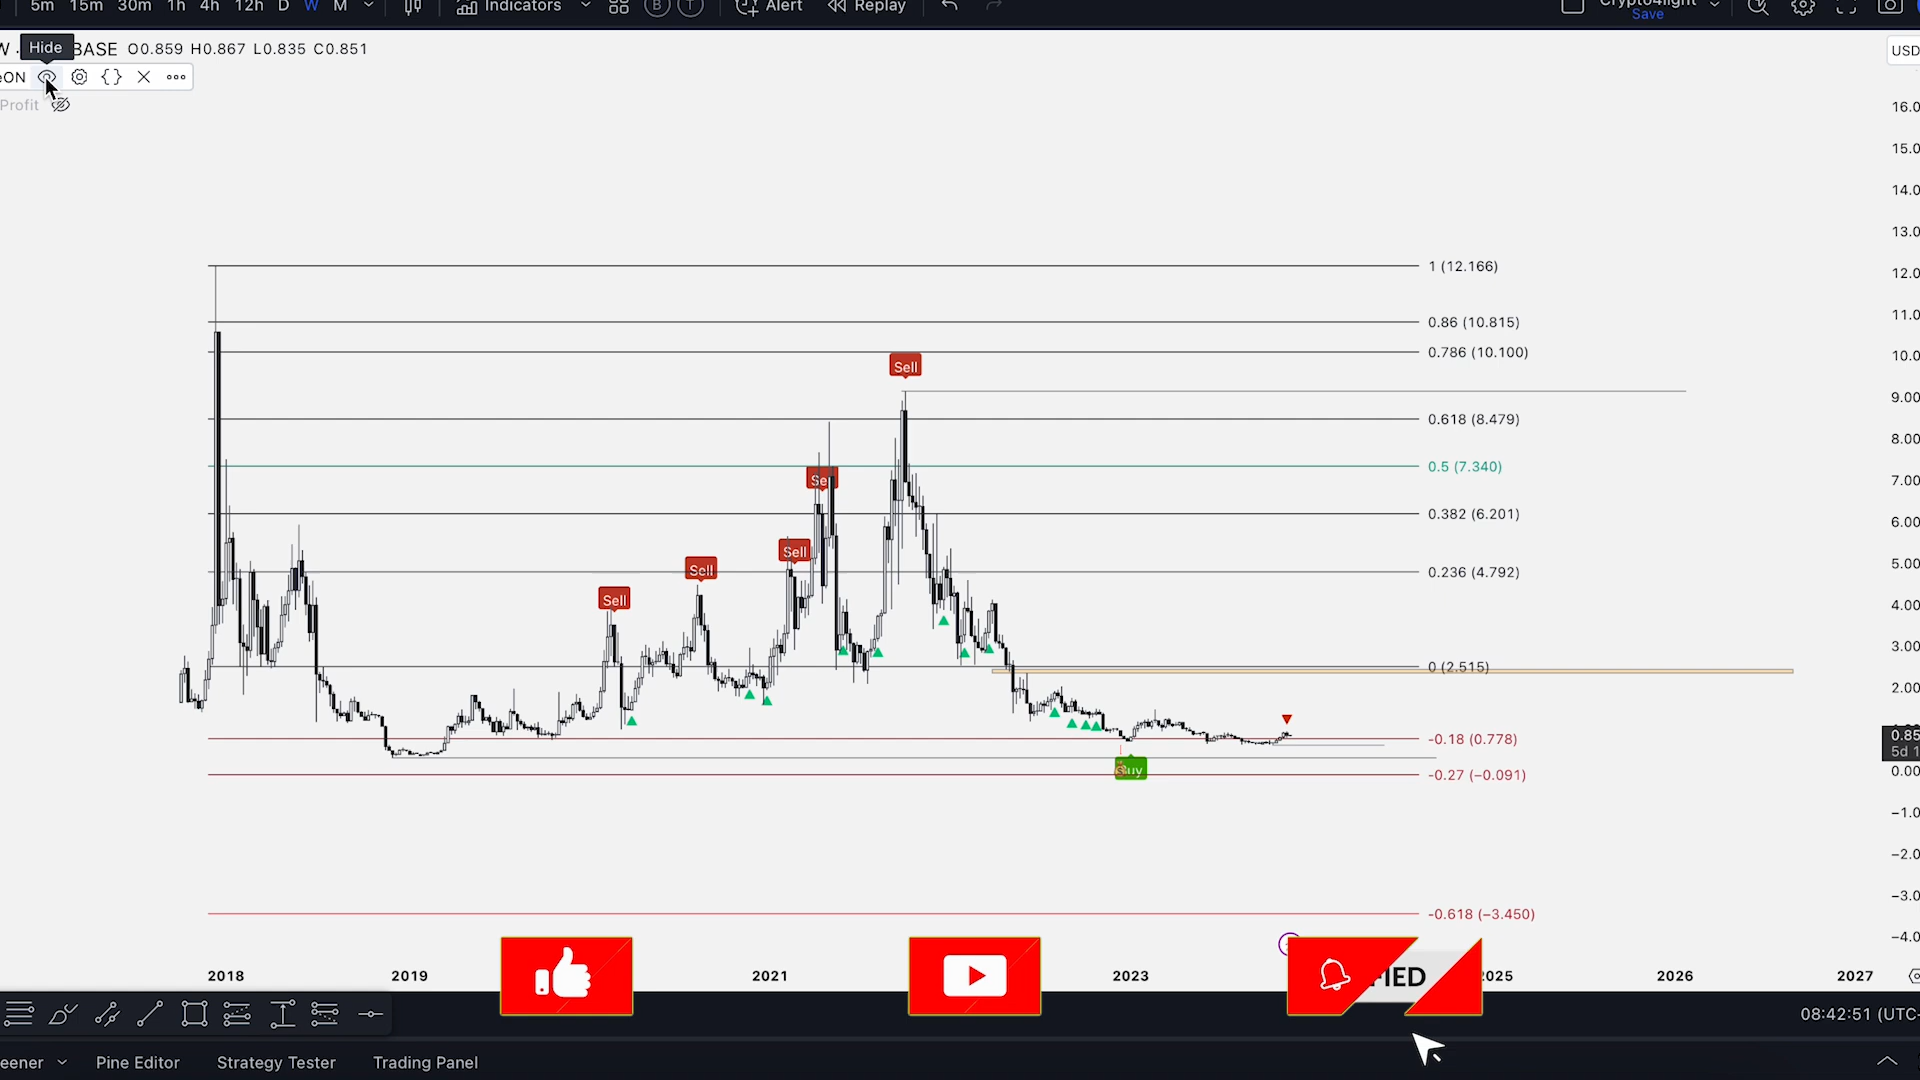 5m 15m 30m 1h 4h 12h D W M Indicators B T Alert Replay Crypto4light
Save
W . BASE O0.859 H0.867 L0.835 C0.851
Hide
USD
eON
Profit
16.0
15.0
14.0
13.0
12.0
11.0
10.0
9.00
8.00
7.00
6.00
5.00
4.00
3.00
2.00
0.85
5d 1
0.00
−1.0
−2.0
−3.0
−4.0
1 (12.166)
0.86 (10.815)
0.786 (10.100)
0.618 (8.479)
0.5 (7.340)
0.382 (6.201)
0.236 (4.792)
0 (2.515)
-0.18 (0.778)
-0.27 (−0.091)
-0.618 (−3.450)
Sell
Sel
Sell
Sell
Sell
Buy
2018 2019 2021 2023 2025 2026 2027
FIED
08:42:51 (UTC-
eener Pine Editor Strategy Tester Trading Panel